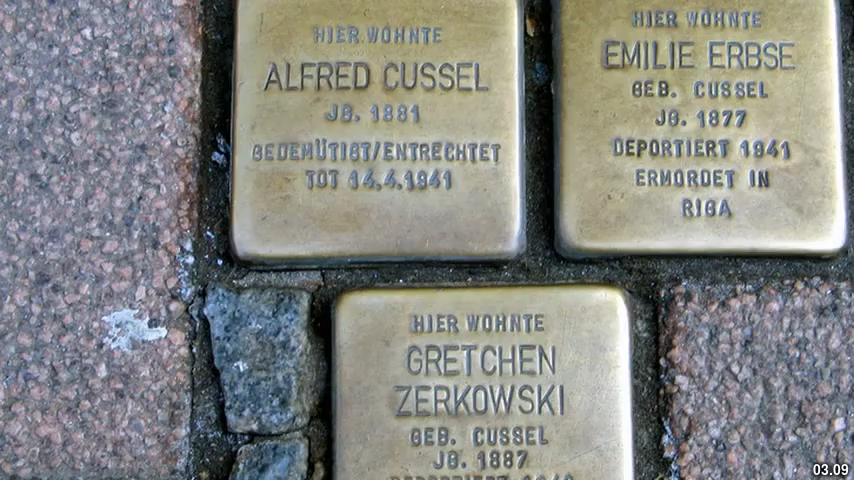 HIER WOHNTE
ALFRED CUSSEL
JG. 1881
GEDEMÜTIGT/ENTRECHTET
TOT 14.4.1941
HIER WOHNTE
EMILIE ERBSE
GEB. CUSSEL
JG. 1877
DEPORTIERT 1941
ERMORDET IN
RIGA
HIER WOHNTE
GRETCHEN
ZERKOWSKI
GEB. CUSSEL
JG. 1887
DEPORTIERT
03.09